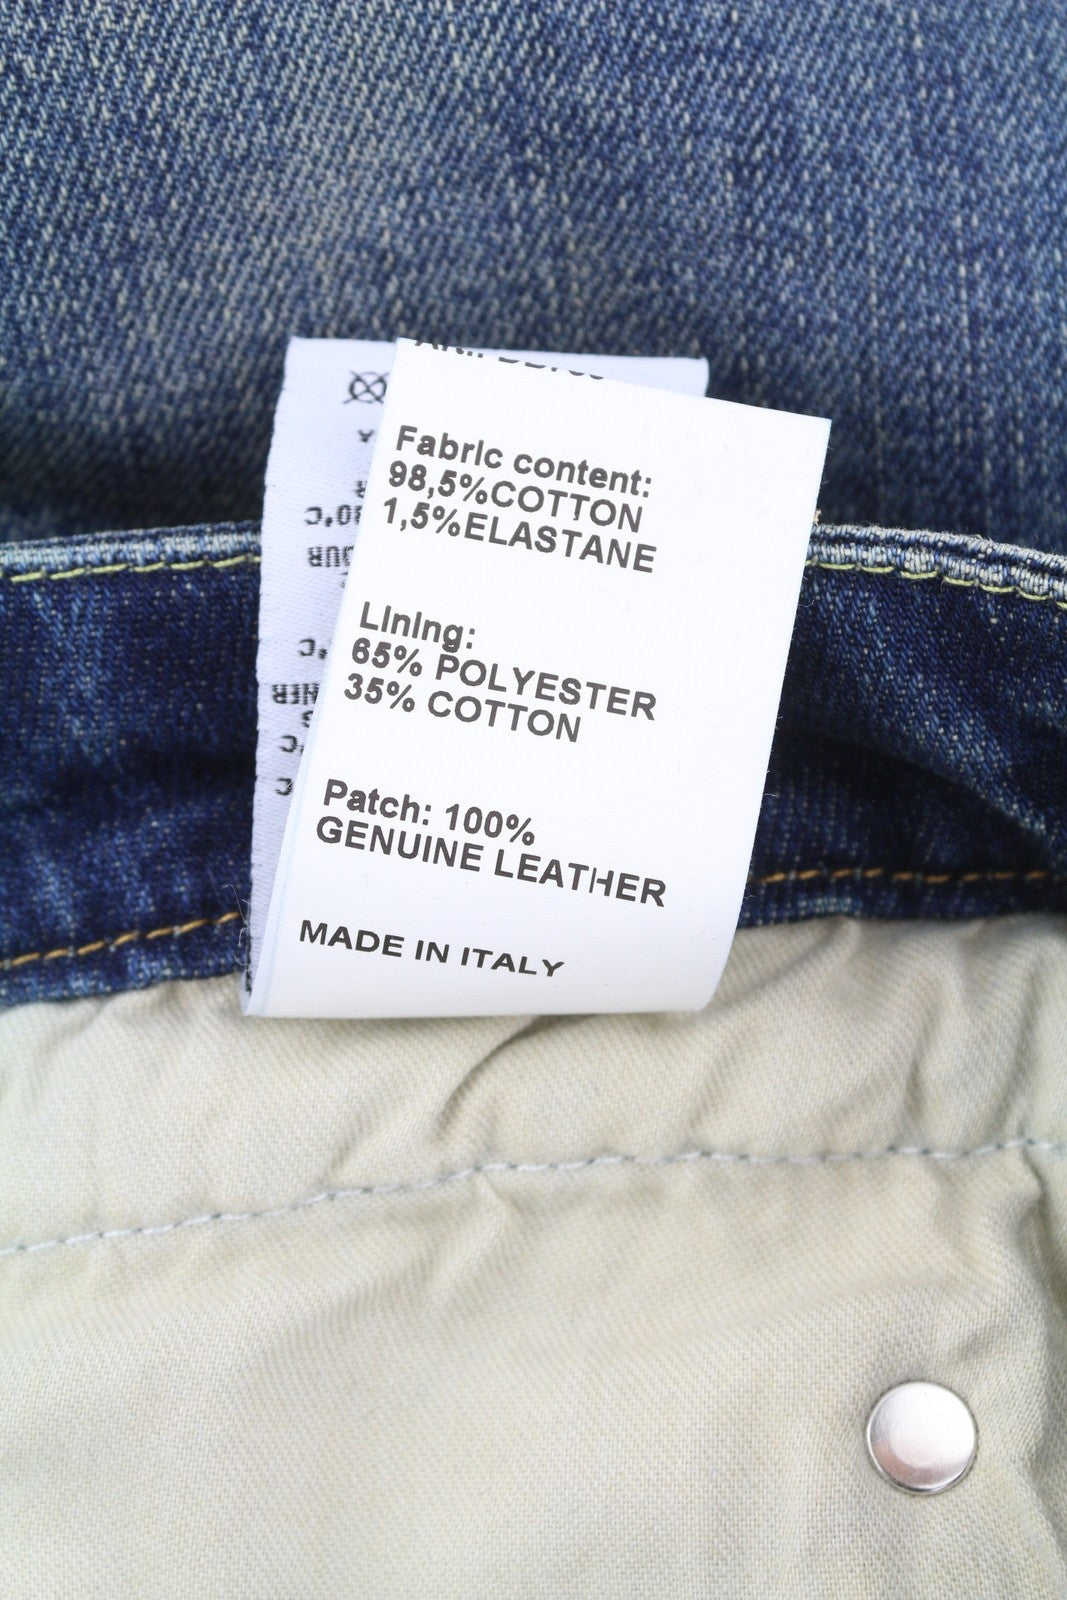 Fabric content:
98,5%COTTON
1,5%ELASTANE
Lining:
65% POLYESTER
35% COTTON
Patch: 100%
GENUINE LEATHER
MADE IN ITALY